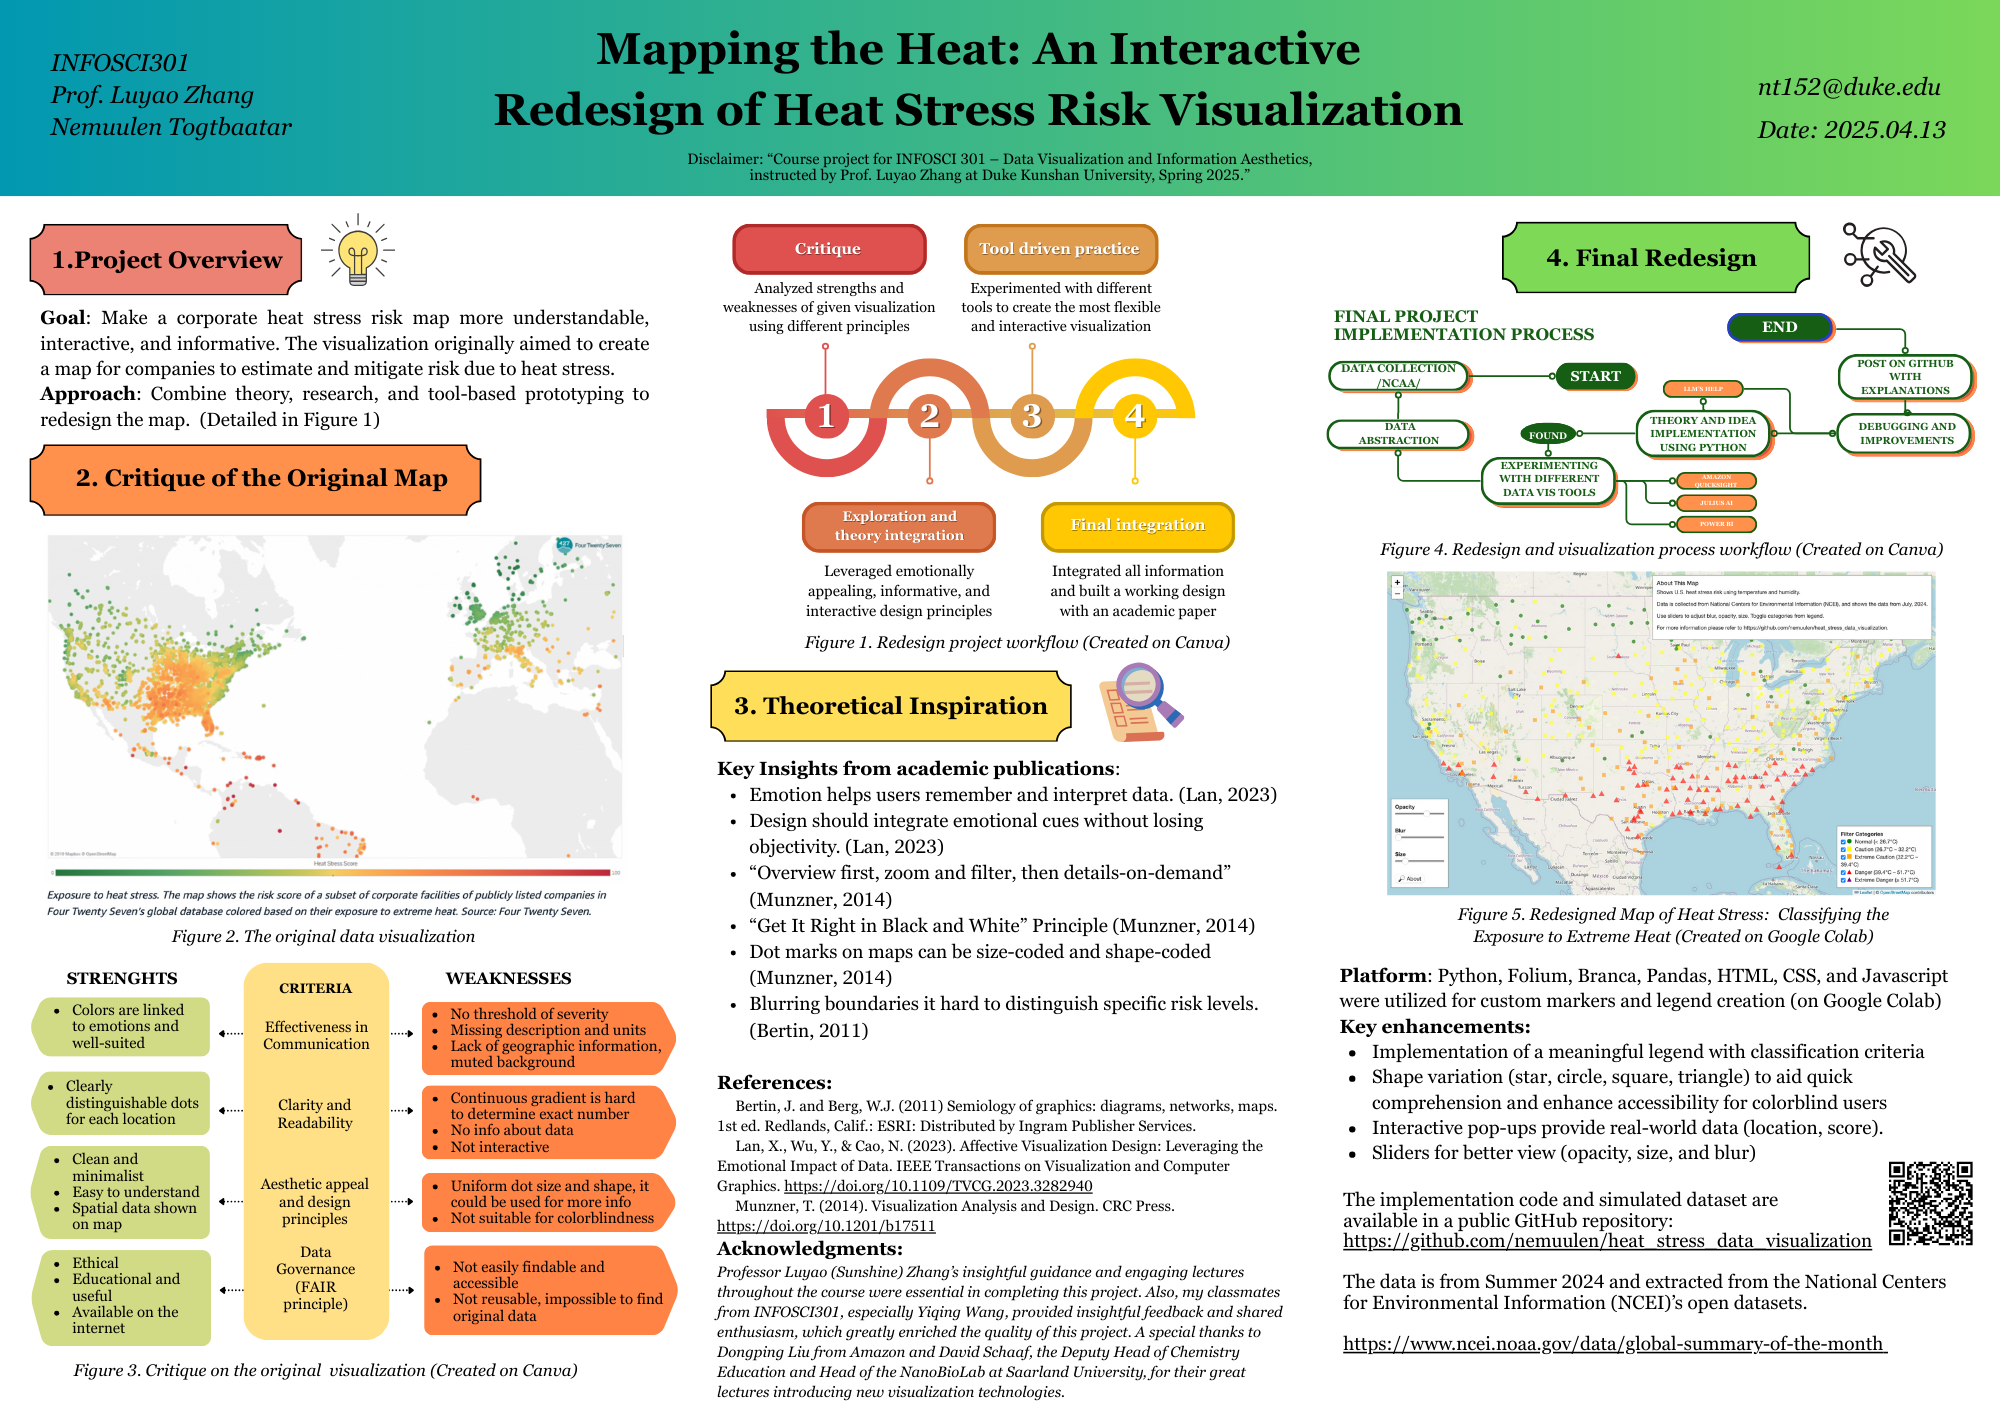 INFOSCI301
Prof. Luyao Zhang
Nemuulen Togtbaatar
Mapping the Heat: An Interactive
Redesign of Heat Stress Risk Visualization
Disclaimer: “Course project for INFOSCI 301 – Data Visualization and Information Aesthetics,
instructed by Prof. Luyao Zhang at Duke Kunshan University, Spring 2025.”
nt152@duke.edu
Date: 2025.04.13
1.Project Overview
Goal: Make a corporate heat stress risk map more understandable,
interactive, and informative. The visualization originally aimed to create
a map for companies to estimate and mitigate risk due to heat stress.
Approach: Combine theory, research, and tool-based prototyping to
redesign the map. (Detailed in Figure 1)
2. Critique of the Original Map
427
Four Twenty Seven
© 2019 Mapbox © OpenStreetMap
Heat Stress Score
0
100
Exposure to heat stress. The map shows the risk score of a subset of corporate facilities of publicly listed companies in
Four Twenty Seven's global database colored based on their exposure to extreme heat. Source: Four Twenty Seven.
Figure 2. The original data visualization
STRENGHTS
CRITERIA
WEAKNESSES
• Colors are linked
to emotions and
well-suited
Effectiveness in
Communication
• No threshold of severity
• Missing description and units
• Lack of geographic information,
muted background
• Clearly
distinguishable dots
for each location
Clarity and
Readability
• Continuous gradient is hard
to determine exact number
• No info about data
• Not interactive
• Clean and
minimalist
• Easy to understand
• Spatial data shown
on map
Aesthetic appeal
and design
principles
• Uniform dot size and shape, it
could be used for more info
• Not suitable for colorblindness
• Ethical
• Educational and
useful
• Available on the
internet
Data
Governance
(FAIR
principle)
• Not easily findable and
accessible
• Not reusable, impossible to find
original data
Figure 3. Critique on the original visualization (Created on Canva)
Critique
Analyzed strengths and
weaknesses of given visualization
using different principles
Tool driven practice
Experimented with different
tools to create the most flexible
and interactive visualization
1
2
3
4
Exploration and
theory integration
Leveraged emotionally
appealing, informative, and
interactive design principles
Final integration
Integrated all information
and built a working design
with an academic paper
Figure 1. Redesign project workflow (Created on Canva)
3. Theoretical Inspiration
Key Insights from academic publications:
• Emotion helps users remember and interpret data. (Lan, 2023)
• Design should integrate emotional cues without losing
objectivity. (Lan, 2023)
• “Overview first, zoom and filter, then details-on-demand”
(Munzner, 2014)
• “Get It Right in Black and White” Principle (Munzner, 2014)
• Dot marks on maps can be size-coded and shape-coded
(Munzner, 2014)
• Blurring boundaries it hard to distinguish specific risk levels.
(Bertin, 2011)
References:
Bertin, J. and Berg, W.J. (2011) Semiology of graphics: diagrams, networks, maps.
1st ed. Redlands, Calif.: ESRI: Distributed by Ingram Publisher Services.
Lan, X., Wu, Y., & Cao, N. (2023). Affective Visualization Design: Leveraging the
Emotional Impact of Data. IEEE Transactions on Visualization and Computer
Graphics. https://doi.org/10.1109/TVCG.2023.3282940
Munzner, T. (2014). Visualization Analysis and Design. CRC Press.
https://doi.org/10.1201/b17511
Acknowledgments:
Professor Luyao (Sunshine) Zhang’s insightful guidance and engaging lectures
throughout the course were essential in completing this project. Also, my classmates
from INFOSCI301, especially Yiqing Wang, provided insightful feedback and shared
enthusiasm, which greatly enriched the quality of this project. A special thanks to
Dongping Liu from Amazon and David Schaaf, the Deputy Head of Chemistry
Education and Head of the NanoBioLab at Saarland University, for their great
lectures introducing new visualization technologies.
4. Final Redesign
FINAL PROJECT
IMPLEMENTATION PROCESS
END
DATA COLLECTION
/NCAA/
START
POST ON GITHUB
WITH
EXPLANATIONS
LLM'S HELP
DATA
ABSTRACTION
FOUND
THEORY AND IDEA
IMPLEMENTATION
USING PYTHON
DEBUGGING AND
IMPROVEMENTS
EXPERIMENTING
WITH DIFFERENT
DATA VIS TOOLS
AMAZON
QUICKSIGHT
JULIUS AI
POWER BI
Figure 4. Redesign and visualization process workflow (Created on Canva)
+
−
About This Map
Shows U.S. heat stress risk using temperature and humidity.
Data is collected from National Centers for Environmental Information (NCEI), and shows the data from July, 2024.
Use sliders to adjust blur, opacity, size. Toggle categories from legend.
For more information please refer to https://github.com/nemuulen/heat_stress_data_visualization.
Opacity
Blur
Size
About
Filter Categories
Normal (< 26.7°C)
Caution (26.7°C – 32.2°C)
Extreme Caution (32.2°C –
39.4°C)
Danger (39.4°C – 51.7°C)
Extreme Danger (≥ 51.7°C)
Leaflet | © OpenStreetMap contributors
Figure 5. Redesigned Map of Heat Stress: Classifying the
Exposure to Extreme Heat (Created on Google Colab)
Platform: Python, Folium, Branca, Pandas, HTML, CSS, and Javascript
were utilized for custom markers and legend creation (on Google Colab)
Key enhancements:
• Implementation of a meaningful legend with classification criteria
• Shape variation (star, circle, square, triangle) to aid quick
comprehension and enhance accessibility for colorblind users
• Interactive pop-ups provide real-world data (location, score).
• Sliders for better view (opacity, size, and blur)
The implementation code and simulated dataset are
available in a public GitHub repository:
https://github.com/nemuulen/heat_stress_data_visualization
The data is from Summer 2024 and extracted from the National Centers
for Environmental Information (NCEI)’s open datasets.
https://www.ncei.noaa.gov/data/global-summary-of-the-month